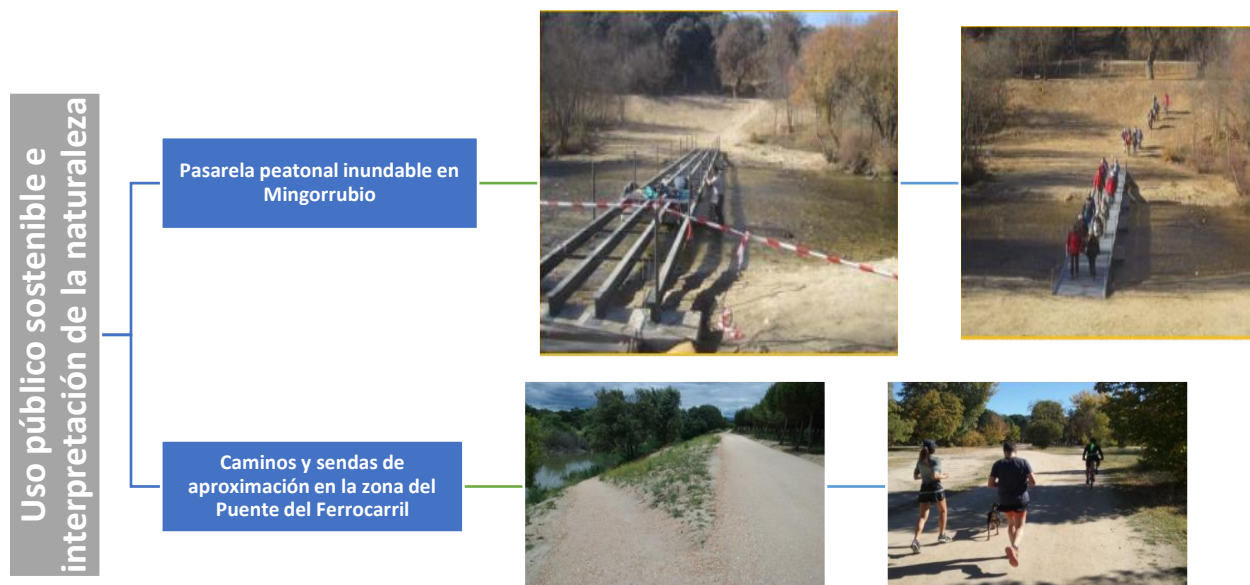 Uso público sostenible e
interpretación de la naturaleza
Pasarela peatonal inundable en
Mingorrubio
Caminos y sendas de
aproximación en la zona del
Puente del Ferrocarril